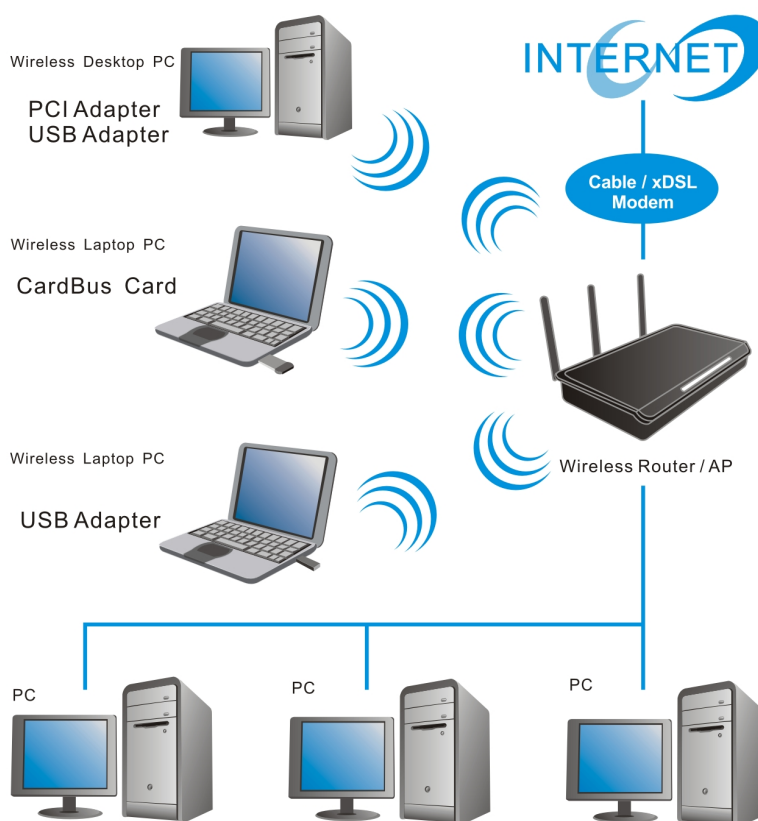 Wireless Desktop PC
PCI Adapter
USB Adapter
INTERNET
Cable / xDSL
Modem
Wireless Laptop PC
CardBus Card
Wireless Laptop PC
USB Adapter
Wireless Router / AP
PC
PC
PC